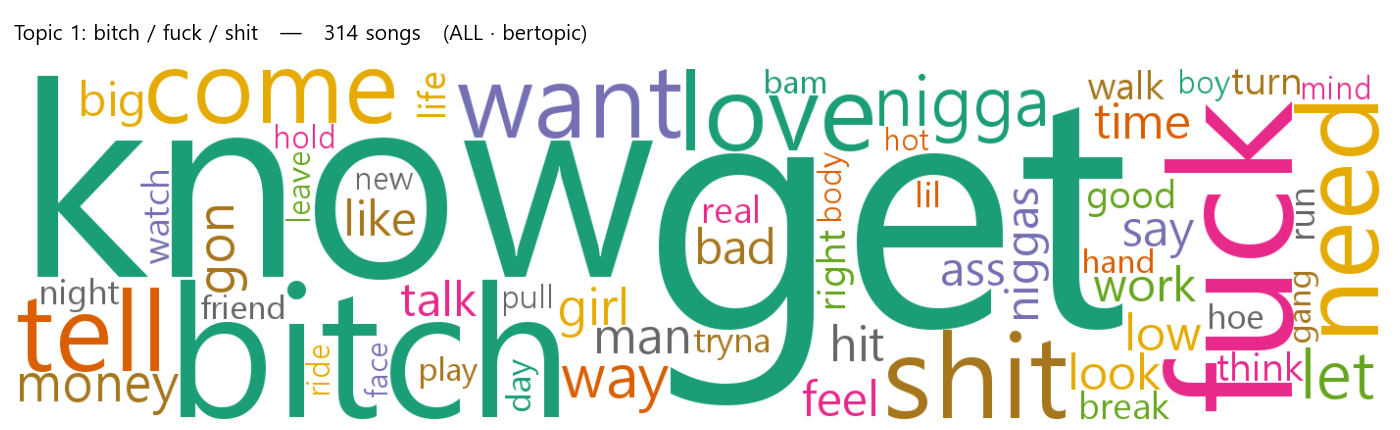 Topic 1: bitch / fuck / shit — 314 songs (ALL · bertopic)
know
get
bitch
fuck
shit
come
want
love
nigga
need
tell
big
life
bam
hot
walk
boy
turn
mind
time
hold
leave
watch
gon
new
like
real
bad
right
body
lil
ass
niggas
good
say
hand
work
run
gang
hoe
think
low
look
break
let
night
friend
money
ride
face
talk
play
pull
day
girl
man
tryna
way
hit
feel